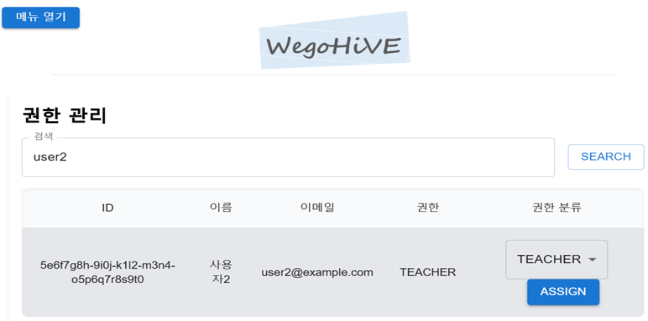 메뉴 열기
WegoHiVE
권한 관리
검색
user2
SEARCH
ID 이름 이메일 권한 권한 분류
5e6f7g8h-9i0j-k1l2-m3n4-
o5p6q7r8s9t0
사용
자2
user2@example.com
TEACHER
TEACHER
ASSIGN